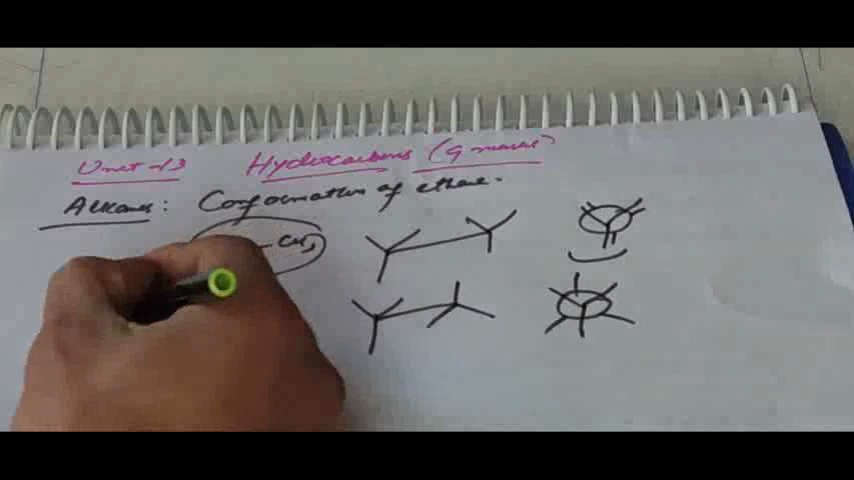 Unit-13 Hydrocarbons (9 marks)
Alkanes: Conformation of ethane.
- CH3